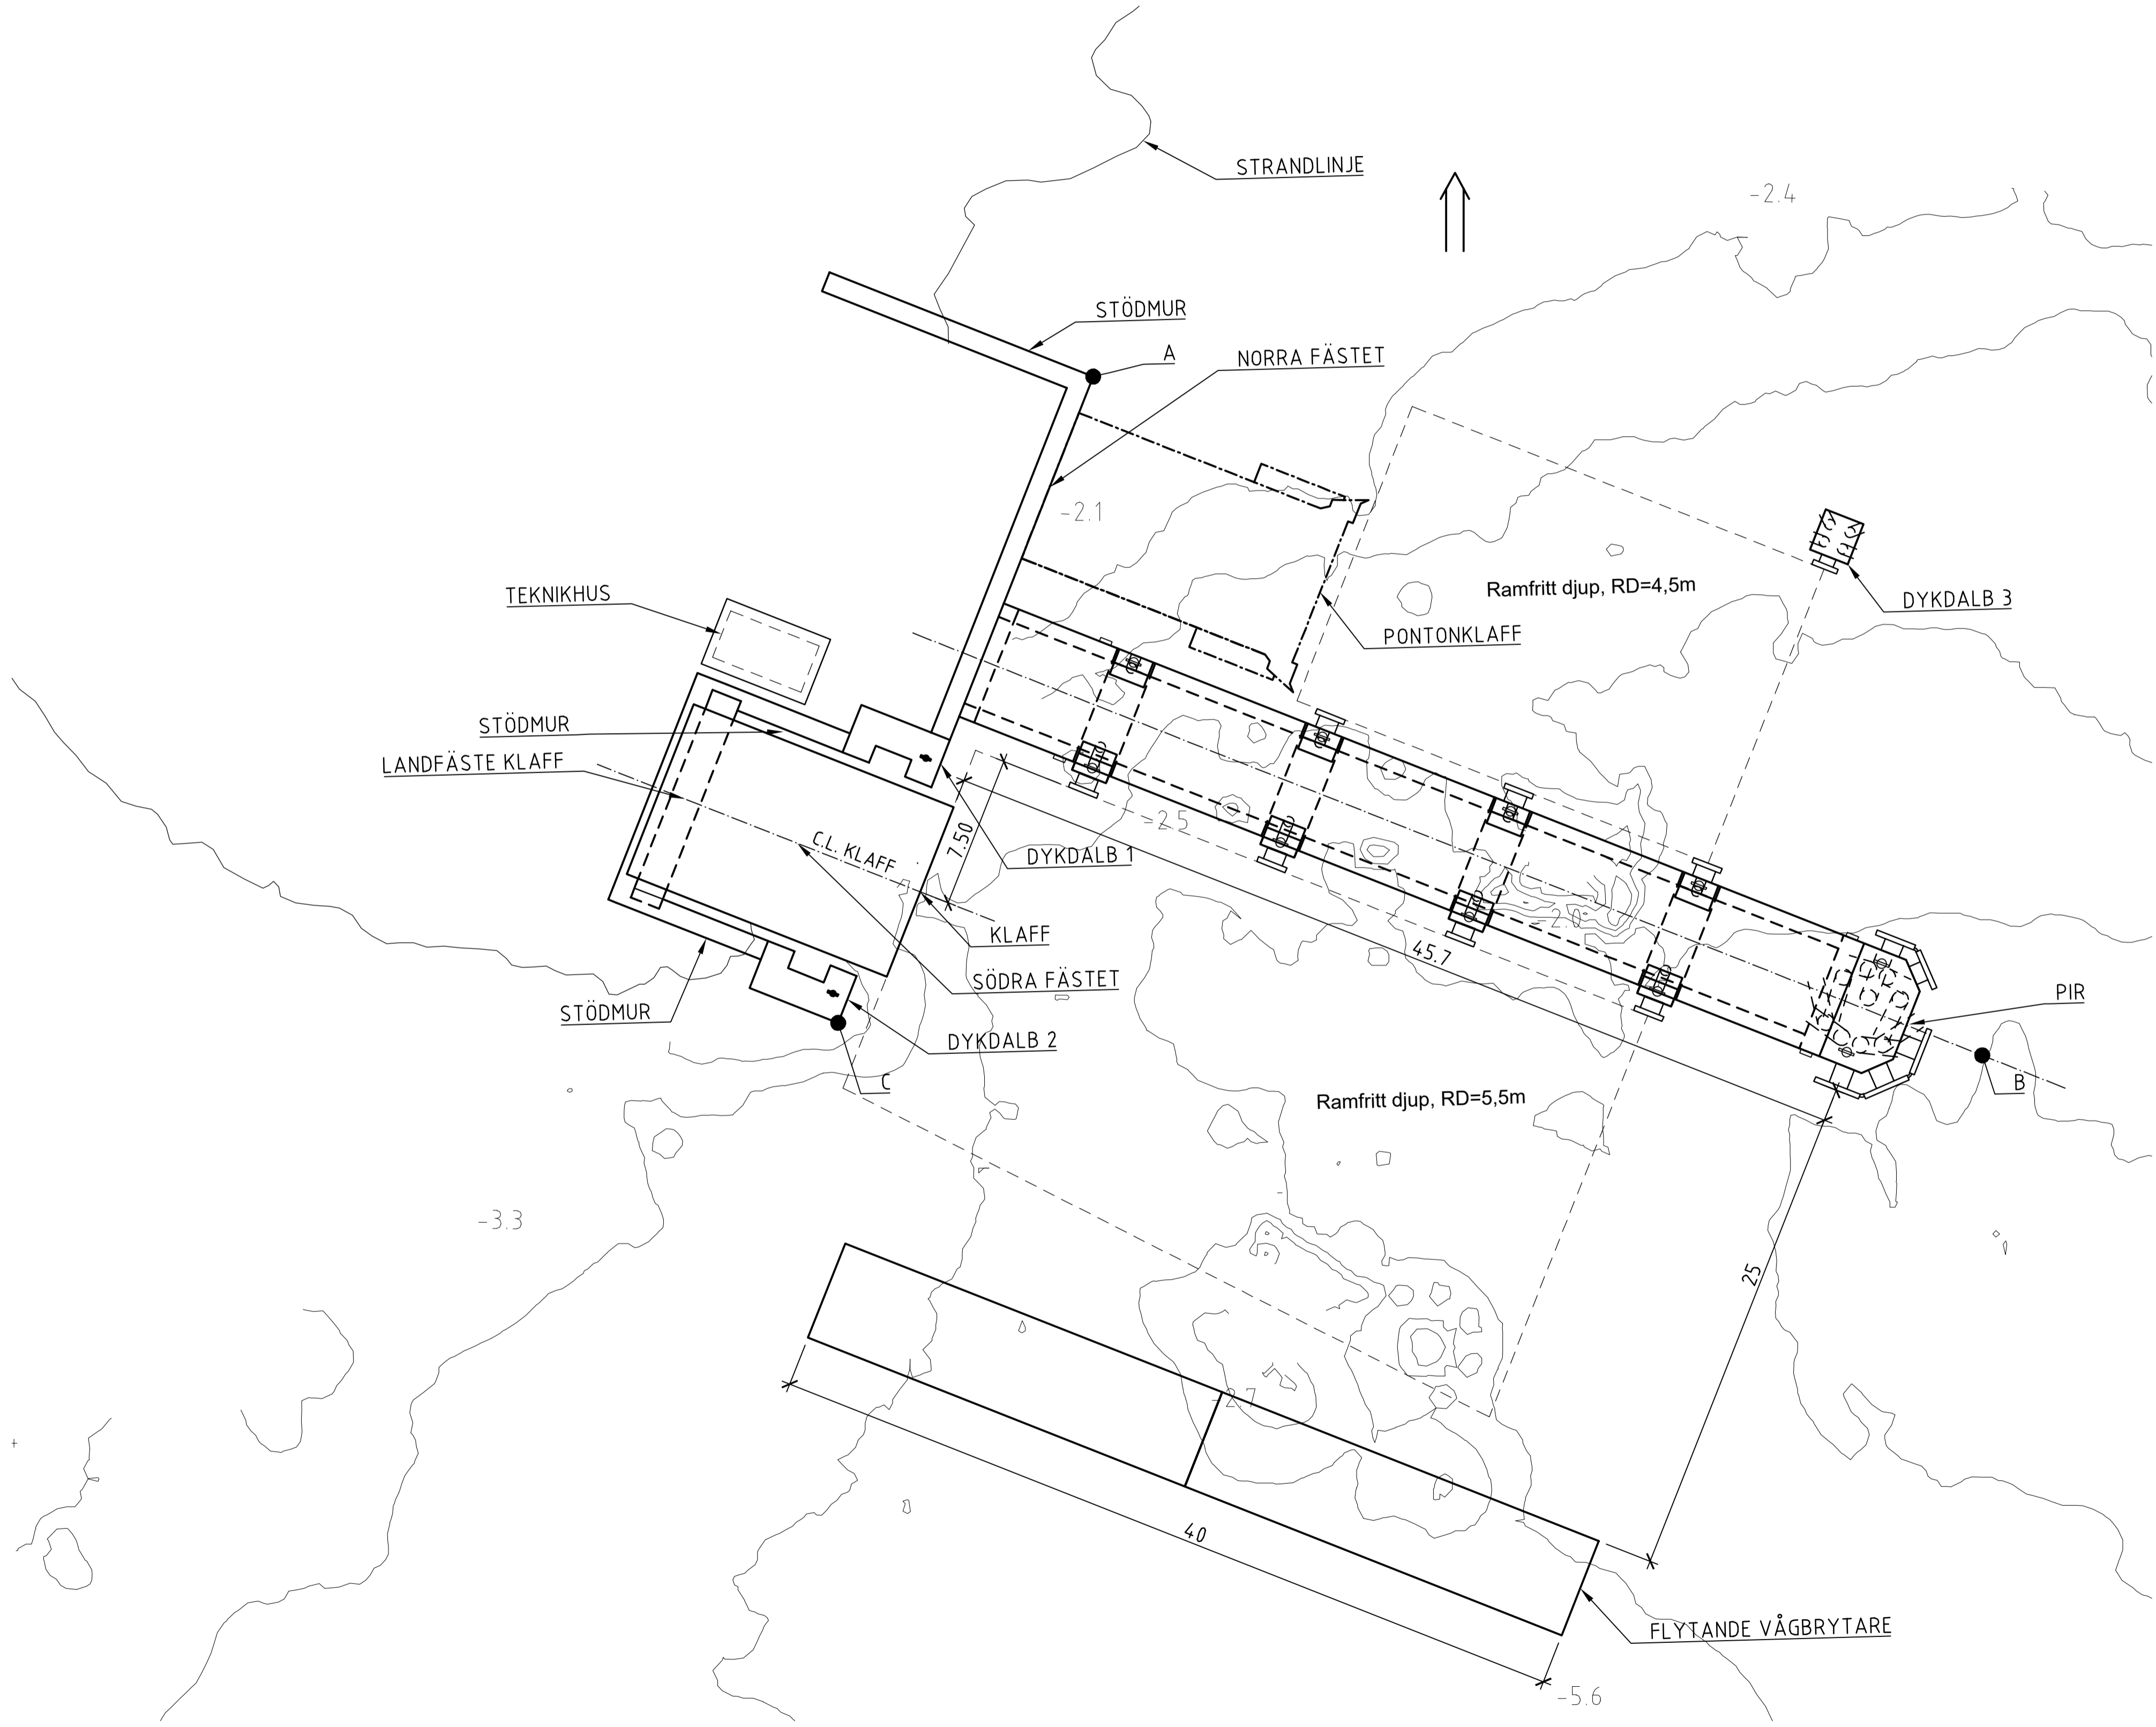 STRANDLINJE
-2.4
STÖDMUR
A
NORRA FÄSTET
-2.1
TEKNIKHUS
Ramfritt djup, RD=4,5m
DYKDALB 3
PONTONKLAFF
STÖDMUR
LANDFÄSTE KLAFF
-2.5
7.50
C.L. KLAFF
DYKDALB 1
-2.0
KLAFF
45.7
SÖDRA FÄSTET
PIR
STÖDMUR
DYKDALB 2
C
B
Ramfritt djup, RD=5,5m
-3.3
25
-2.7
40
FLYTANDE VÅGBRYTARE
-5.6